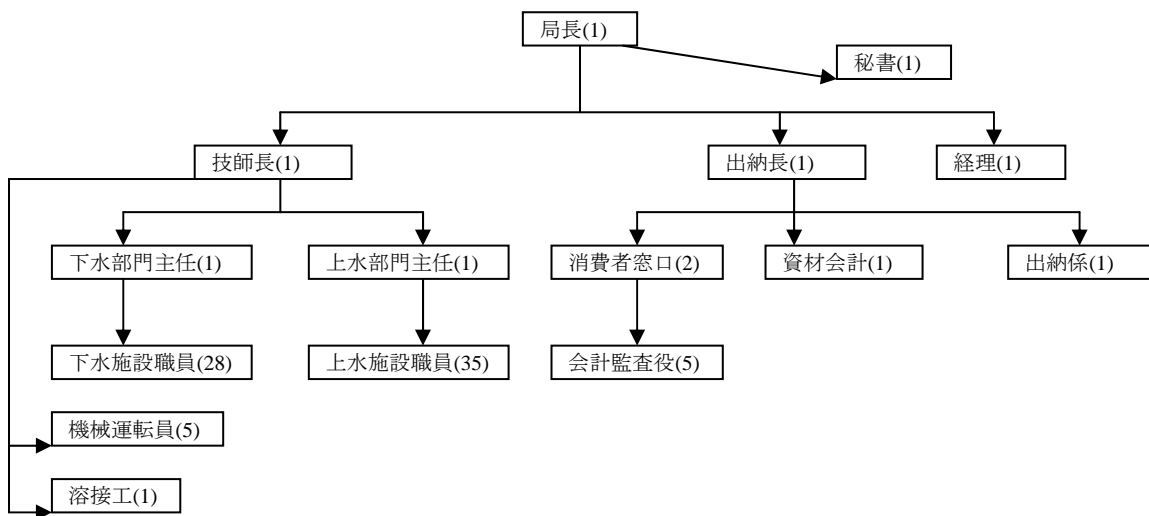 局長(1)
秘書(1)
技師長(1)
出納長(1)
経理(1)
下水部門主任(1)
上水部門主任(1)
消費者窓口(2)
資材会計(1)
出納係(1)
下水施設職員(28)
上水施設職員(35)
会計監査役(5)
機械運転員(5)
溶接工(1)